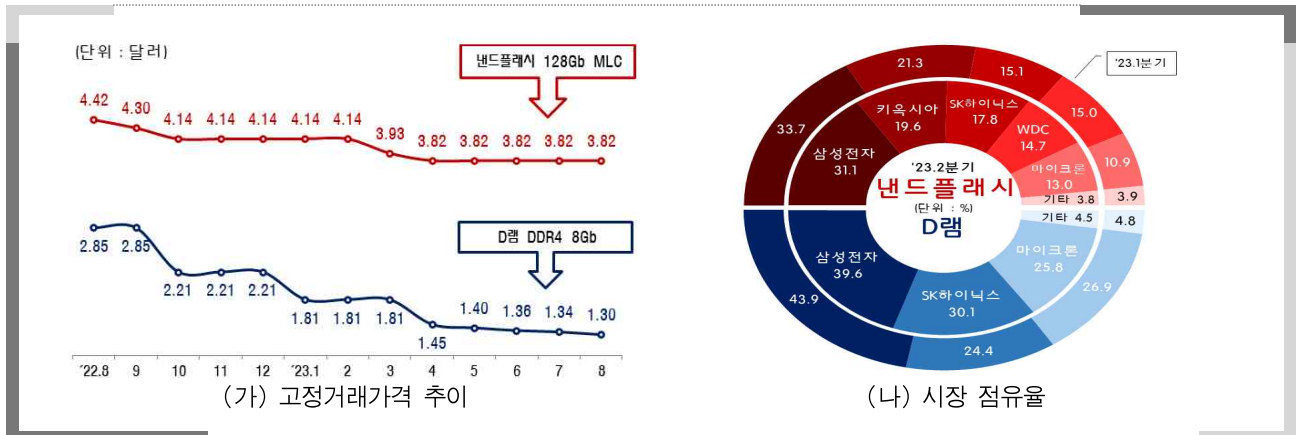 (단위 : 달러)
낸드플래시 128Gb MLC
4.42 4.30 4.14 4.14 4.14 4.14 4.14 3.93 3.82 3.82 3.82 3.82 3.82
D램 DDR4 8Gb
2.85 2.85 2.21 2.21 2.21 1.81 1.81 1.81 1.45 1.40 1.36 1.34 1.30
'22.8 9 10 11 12 '23.1 2 3 4 5 6 7 8
(가) 고정거래가격 추이
'23.1분기
33.7 21.3 15.1 15.0 10.9 3.9
삼성전자
31.1
키옥시아
19.6
SK하이닉스
17.8
WDC
14.7
마이크론
13.0
기타 3.8
'23.2분기
낸드플래시
(단위 : %)
D램
기타 4.5
마이크론
25.8
SK하이닉스
30.1
삼성전자
39.6
43.9 24.4 26.9 4.8
(나) 시장 점유율